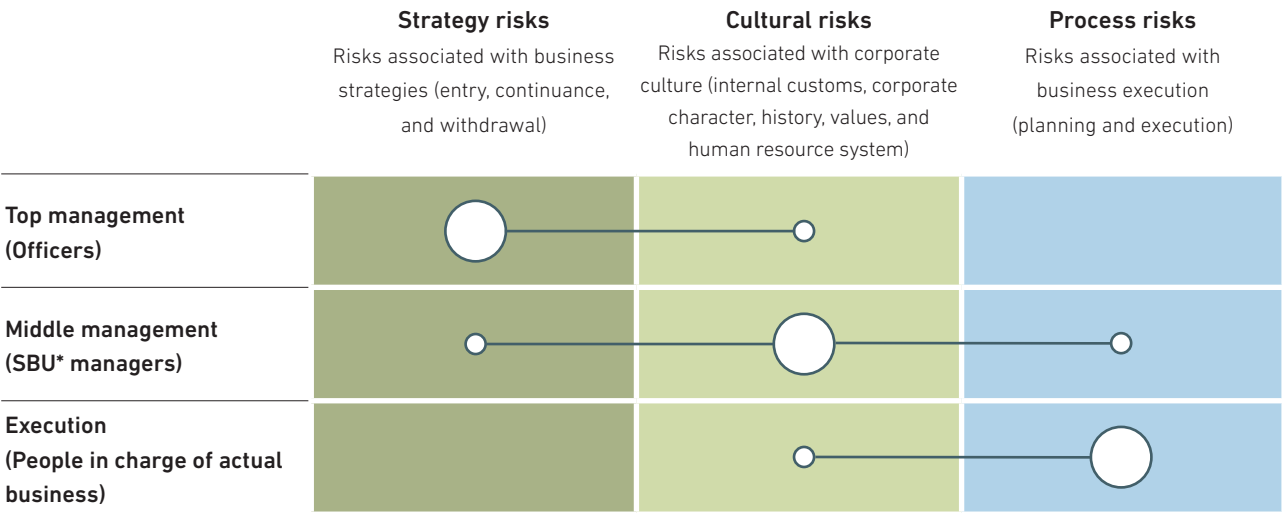 Strategy risks
Risks associated with business
strategies (entry, continuance,
and withdrawal)
Cultural risks
Risks associated with corporate
culture (internal customs, corporate
character, history, values, and
human resource system)
Process risks
Risks associated with
business execution
(planning and execution)
Top management
(Officers)
Middle management
(SBU* managers)
Execution
(People in charge of actual
business)